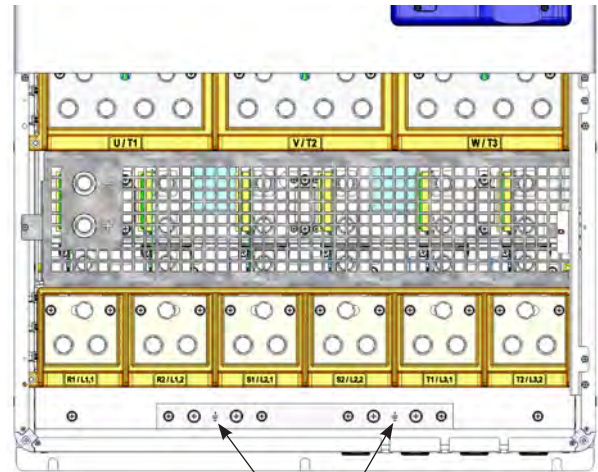 U / T1
V / T2
W / T3
R1 / L1,1
R2 / L1,2
S1 / L2,1
S2 / L2,2
T1 / L3,1
T2 / L3,2